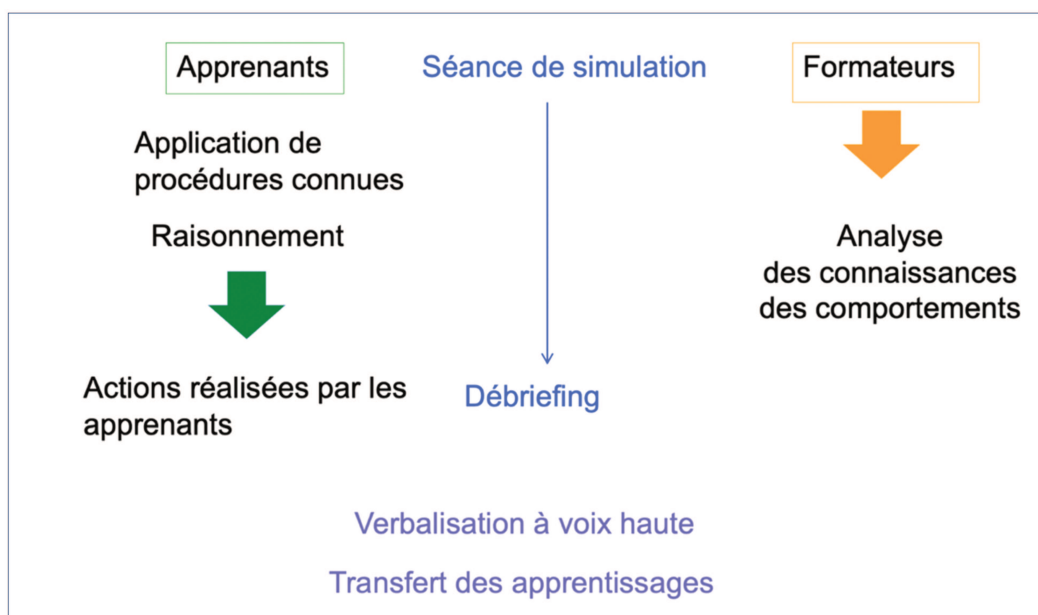 Apprenants
Séance de simulation
Formateurs
Application de
procédures connues
Raisonnement
Analyse
des connaissances
des comportements
Actions réalisées par les
apprenants
Débriefing
Verbalisation à voix haute
Transfert des apprentissages